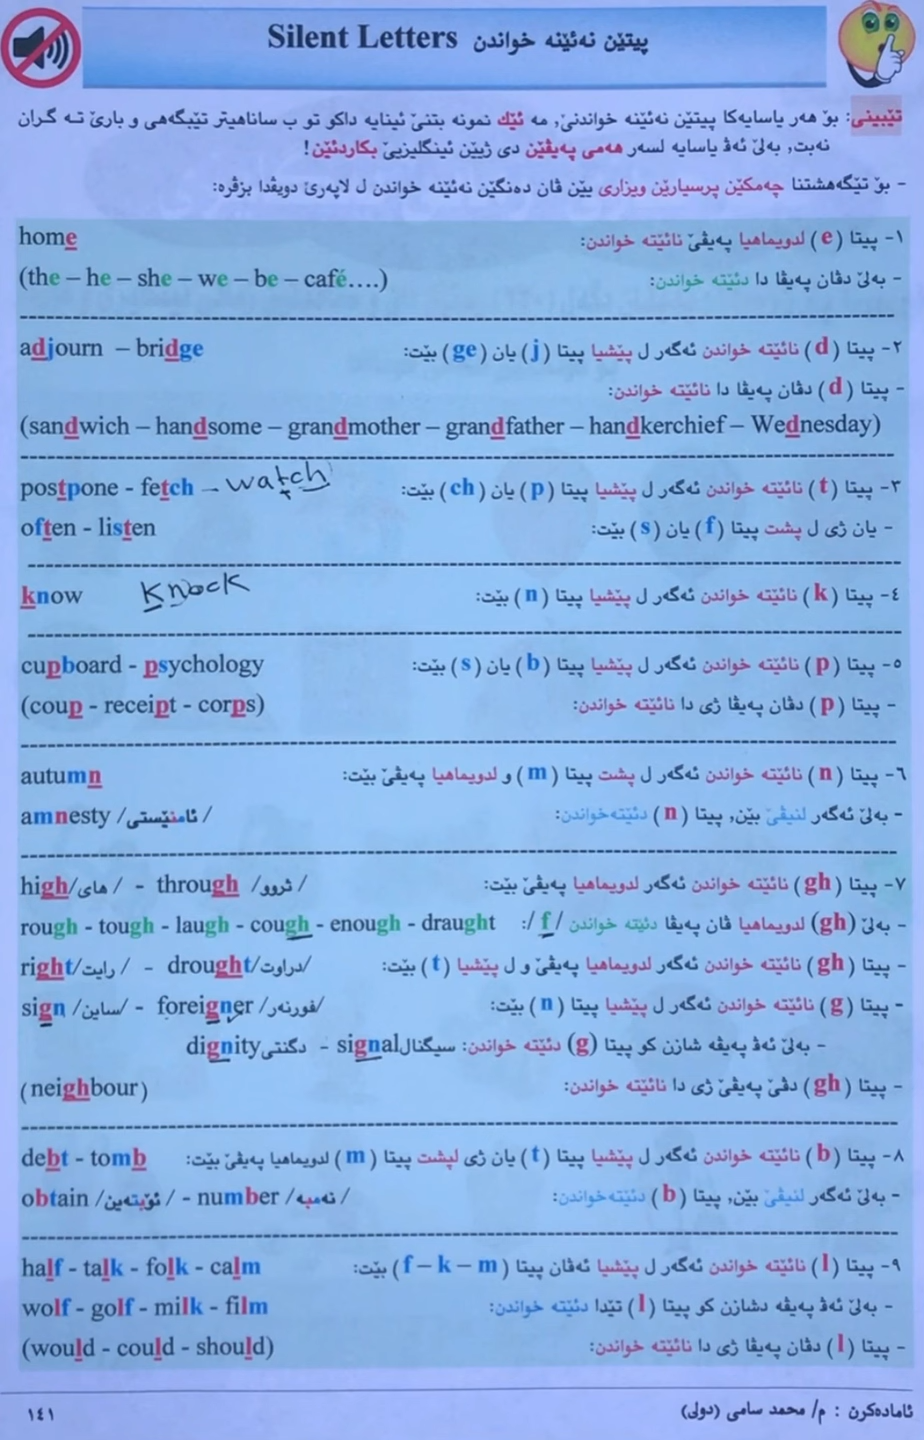 پیتێن نەئێنە خواندن Silent Letters
تێبینی: بۆ هەر یاسایەکا پیتێن نەئێنە خواندنێ, مە ئێك نمونە بتنێ ئینایە داکو تو ب ساناهیتر تێبگەهی و بارێ تە گران
نەبت, بەلێ ئەڤ یاسایە لسەر هەمی پەیڤێن دی ژیێن ئینگلیزیێ بکاردئێن!
- بۆ تێگەهشتنا چەمکێن پرسیارێن ویزاری یێن ڤان دەنگێن نەئێنە خواندن ل لاپەرێ دویڤدا بزڤرە:
١- پیتا (e) لدویماهیا پەیڤێ نائێتە خواندن: home
- بەلێ دڤان پەیڤا دا دئێتە خواندن: (the – he – she – we – be – café....)
٢- پیتا (d) نائێتە خواندن ئەگەر ل پێشیا پیتا (j) یان (ge) بێت: adjourn – bridge
- پیتا (d) دڤان پەیڤا دا نائێتە خواندن:
(sandwich – handsome – grandmother – grandfather – handkerchief – Wednesday)
٣- پیتا (t) نائێتە خواندن ئەگەر ل پێشیا پیتا (p) یان (ch) بێت: postpone - fetch – watch
- یان ژی ل پشت پیتا (f) یان (s) بێت: often - listen
٤- پیتا (k) نائێتە خواندن ئەگەر ل پێشیا پیتا (n) بێت: know Knock
٥- پیتا (p) نائێتە خواندن ئەگەر ل پێشیا پیتا (b) یان (s) بێت: cupboard - psychology
- پیتا (p) دڤان پەیڤا ژی دا نائێتە خواندن: (coup - receipt - corps)
٦- پیتا (n) نائێتە خواندن ئەگەر ل پشت پیتا (m) و لدویماهیا پەیڤێ بێت: autumn
- بەلێ ئەگەر لنیڤێ بێن, پیتا (n) دئێتەخواندن: amnesty /ئامنێستی/
٧- پیتا (gh) نائێتە خواندن ئەگەر لدویماهیا پەیڤێ بێت: high/های/ - through /ثروو/
- بەلێ (gh) لدویماهیا ڤان پەیڤا دئێتە خواندن /f/: rough - tough - laugh - cough - enough - draught
- پیتا (gh) نائێتە خواندن ئەگەر لدویماهیا پەیڤێ و ل پێشیا (t) بێت: right/رایت/ - drought/دراوت/
- پیتا (g) نائێتە خواندن ئەگەر ل پێشیا پیتا (n) بێت: sign /ساین/ - foreigner /فورنەر/
- بەلێ ئەڤ پەیڤە شازن کو پیتا (g) دئێتە خواندن: سیگنالsignal - دگنتیdignity
- پیتا (gh) دڤێ پەیڤێ ژی دا نائێتە خواندن: (neighbour)
٨- پیتا (b) نائێتە خواندن ئەگەر ل پێشیا پیتا (t) یان ژی لپشت پیتا (m) لدویماهیا پەیڤێ بێت: debt - tomb
- بەلێ ئەگەر لنیڤێ بێن, پیتا (b) دئێتەخواندن: obtain /ئۆبتەین/ - number /نەمبە/
٩- پیتا (l) نائێتە خواندن ئەگەر ل پێشیا ئەڤان پیتا (f – k – m) بێت: half - talk - folk - calm
- بەلێ ئەڤ پەیڤە دشازن کو پیتا (l) تێدا دئێتە خواندن: wolf - golf - milk - film
- پیتا (l) دڤان پەیڤا ژی دا نائێتە خواندن: (would - could - should)
ئامادەکرن : م/ محمد سامی (دولی) ١٤١